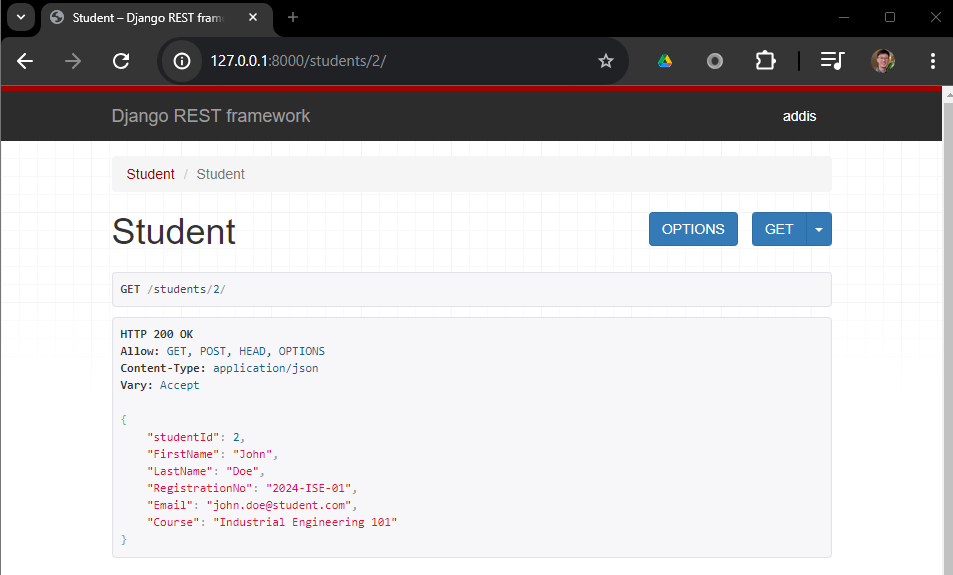 Student – Django REST fram
127.0.0.1:8000/students/2/
Django REST framework
addis
Student / Student
Student
OPTIONS
GET
GET /students/2/
HTTP 200 OK
Allow: GET, POST, HEAD, OPTIONS
Content-Type: application/json
Vary: Accept
{
"studentId": 2,
"FirstName": "John",
"LastName": "Doe",
"RegistrationNo": "2024-ISE-01",
"Email": "john.doe@student.com",
"Course": "Industrial Engineering 101"
}